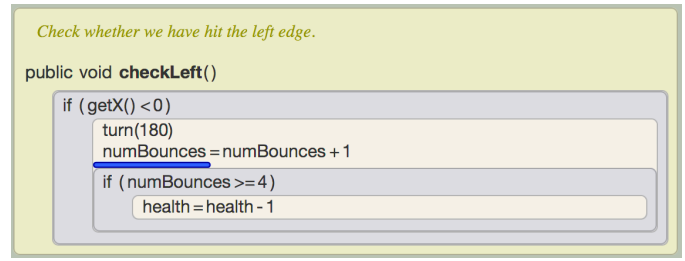 Check whether we have hit the left edge.
public void checkLeft()
if (getX() <0)
turn(180)
numBounces = numBounces + 1
if (numBounces >= 4)
health = health - 1